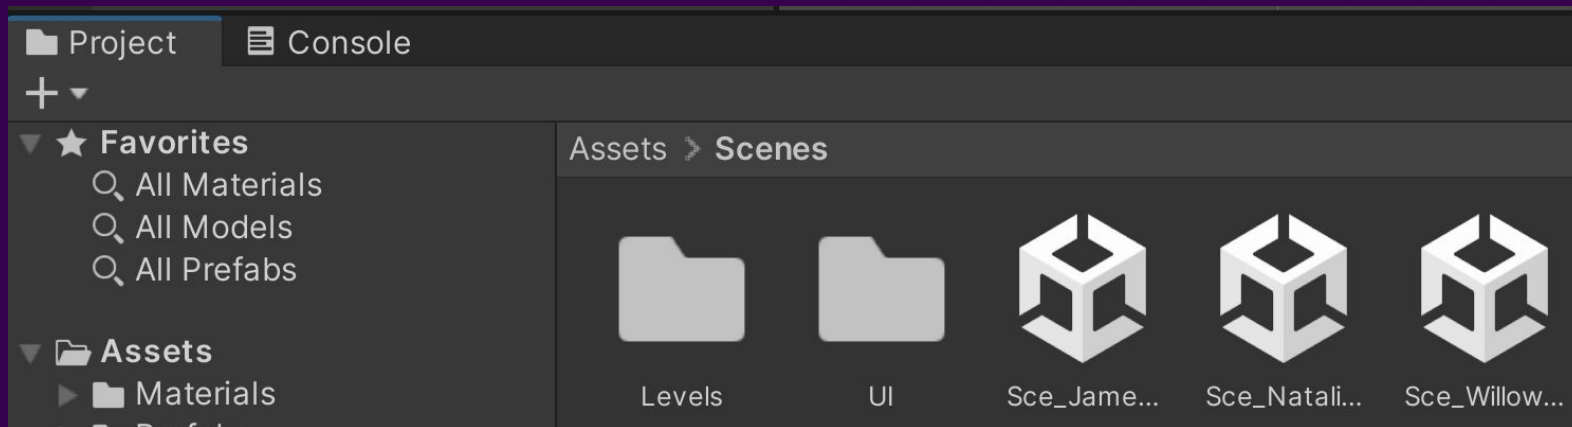 Project
Console
Favorites
All Materials
All Models
All Prefabs
Assets
Materials
Assets > Scenes
Levels
UI
Sce_Jame...
Sce_Natali...
Sce_Willow...